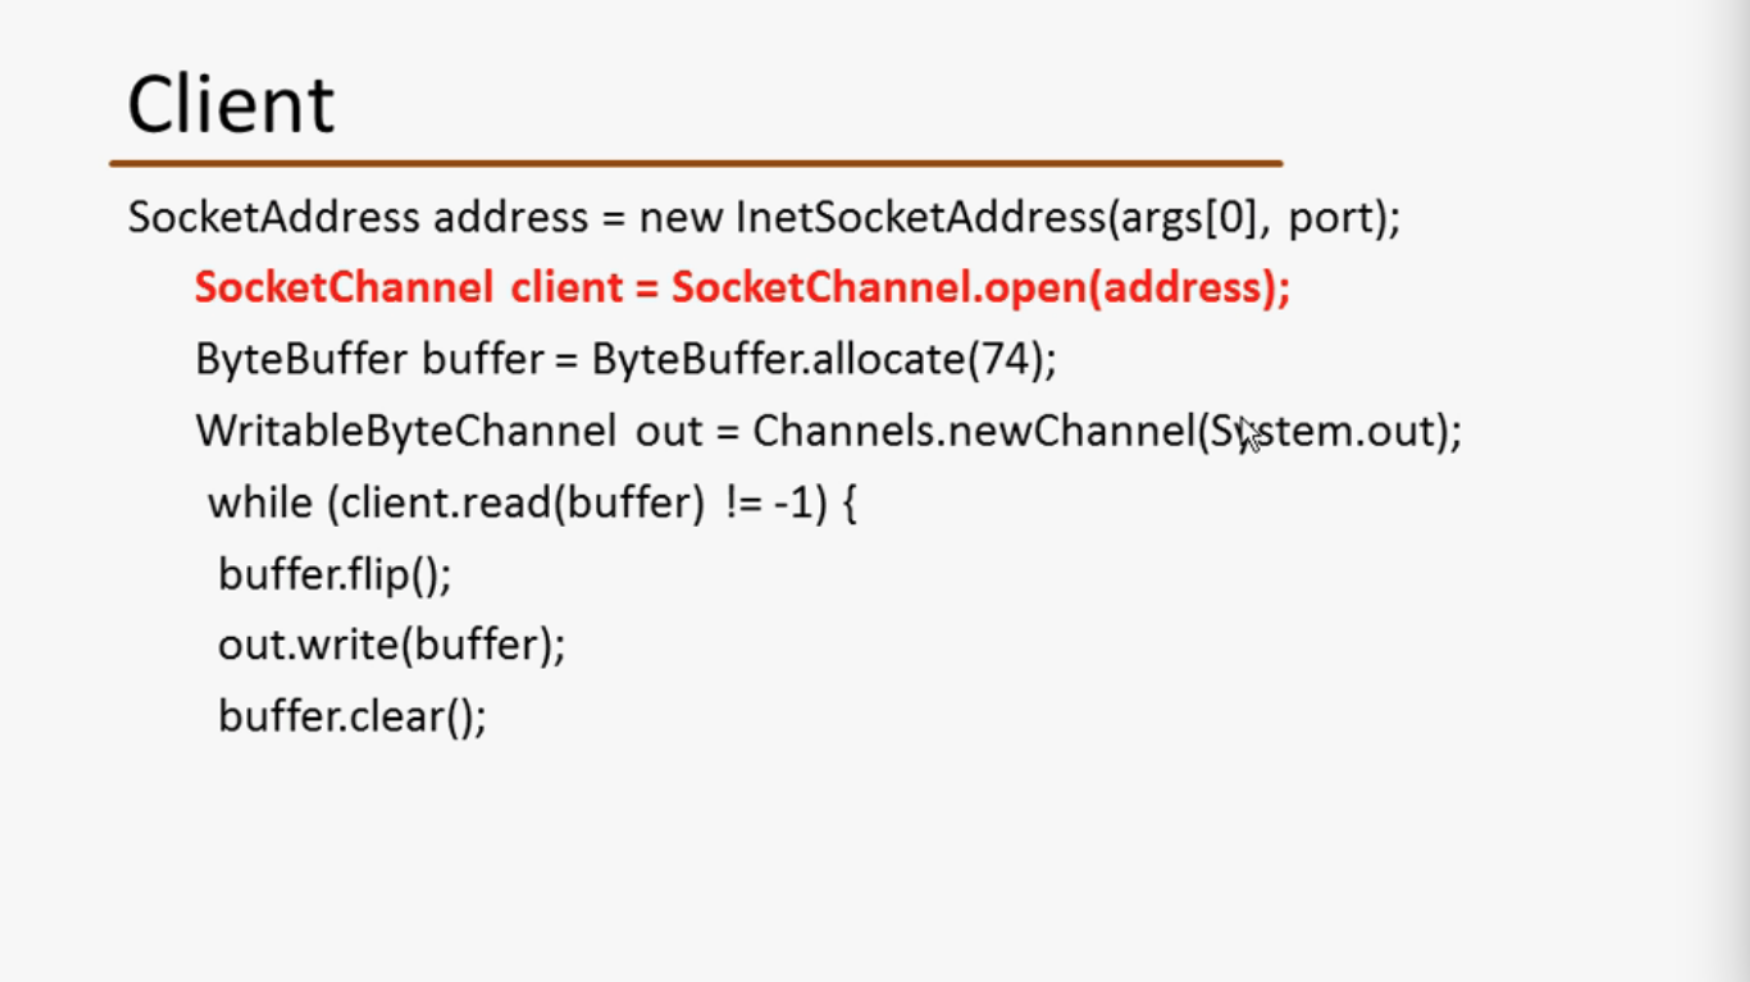 Client
SocketAddress address = new InetSocketAddress(args[0], port);
SocketChannel client = SocketChannel.open(address);
ByteBuffer buffer = ByteBuffer.allocate(74);
WritableByteChannel out = Channels.newChannel(System.out);
while (client.read(buffer) != -1) {
buffer.flip();
out.write(buffer);
buffer.clear();